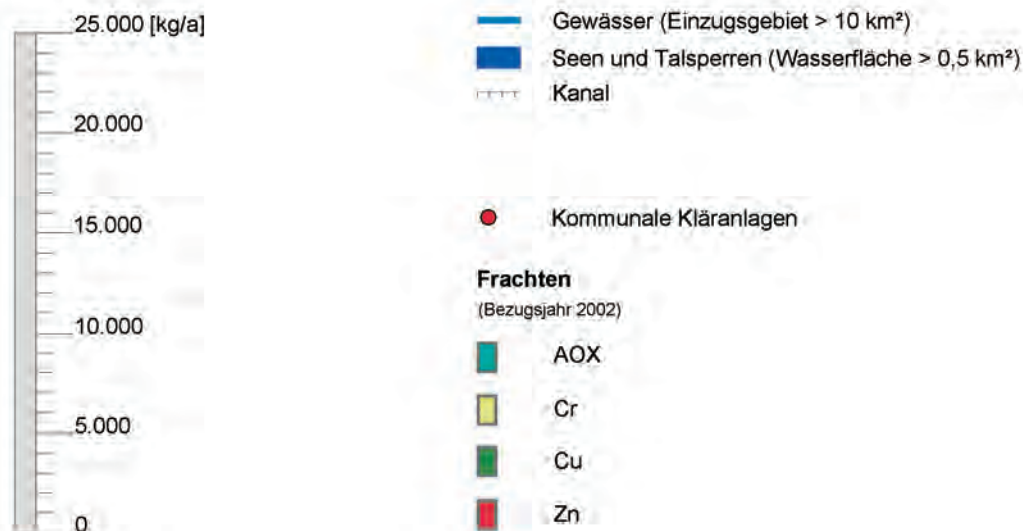 25.000 [kg/a]
20.000
15.000
10.000
5.000
0
Gewässer (Einzugsgebiet > 10 km²)
Seen und Talsperren (Wasserfläche > 0,5 km²)
Kanal
Kommunale Kläranlagen
Frachten
(Bezugsjahr 2002)
AOX
Cr
Cu
Zn